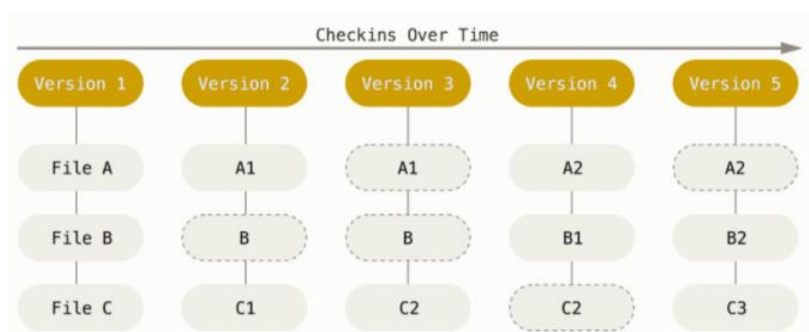 Checkins Over Time
Version 1 Version 2 Version 3 Version 4 Version 5
File A A1 A1 A2 A2
File B B B B1 B2
File C C1 C2 C2 C3